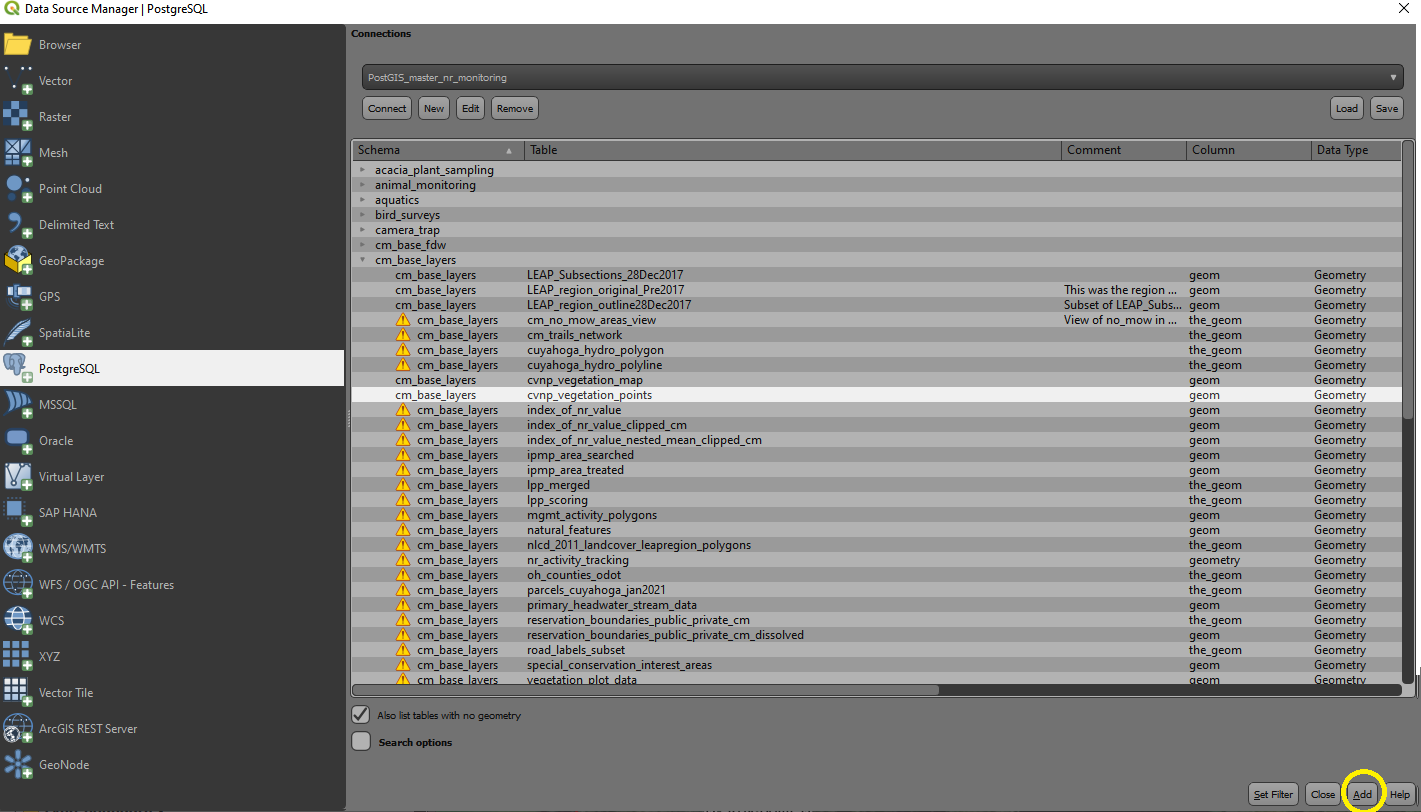 Data Source Manager | PostgreSQL
Browser
Vector
Raster
Mesh
Point Cloud
Delimited Text
GeoPackage
GPS
SpatiaLite
PostgreSQL
MSSQL
Oracle
Virtual Layer
SAP HANA
WMS/WMTS
WFS / OGC API - Features
WCS
XYZ
Vector Tile
ArcGIS REST Server
GeoNode
Connections
PostGIS_master_nr_monitoring
Connect New Edit Remove Load Save
Schema Table Comment Column Data Type
acacia_plant_sampling
animal_monitoring
aquatics
bird_surveys
camera_trap
cm_base_fdw
cm_base_layers
cm_base_layers LEAP_Subsections_28Dec2017 geom Geometry
cm_base_layers LEAP_region_original_Pre2017 This was the region ... geom Geometry
cm_base_layers LEAP_region_outline28Dec2017 Subset of LEAP_Subs... geom Geometry
cm_base_layers cm_no_mow_areas_view View of no_mow in ... the_geom Geometry
cm_base_layers cm_trails_network the_geom Geometry
cm_base_layers cuyahoga_hydro_polygon the_geom Geometry
cm_base_layers cuyahoga_hydro_polyline the_geom Geometry
cm_base_layers cvnp_vegetation_map geom Geometry
cm_base_layers cvnp_vegetation_points geom Geometry
cm_base_layers index_of_nr_value geom Geometry
cm_base_layers index_of_nr_value_clipped_cm geom Geometry
cm_base_layers index_of_nr_value_nested_mean_clipped_cm geom Geometry
cm_base_layers ipmp_area_searched geom Geometry
cm_base_layers ipmp_area_treated geom Geometry
cm_base_layers lpp_merged the_geom Geometry
cm_base_layers lpp_scoring the_geom Geometry
cm_base_layers mgmt_activity_polygons geom Geometry
cm_base_layers natural_features geom Geometry
cm_base_layers nlcd_2011_landcover_leapregion_polygons the_geom Geometry
cm_base_layers nr_activity_tracking geometry Geometry
cm_base_layers oh_counties_odot the_geom Geometry
cm_base_layers parcels_cuyahoga_jan2021 the_geom Geometry
cm_base_layers primary_headwater_stream_data geom Geometry
cm_base_layers reservation_boundaries_public_private_cm the_geom Geometry
cm_base_layers reservation_boundaries_public_private_cm_dissolved geom Geometry
cm_base_layers road_labels_subset the_geom Geometry
cm_base_layers special_conservation_interest_areas geom Geometry
cm_base_layers vegetation_plot_data geom Geometry
Also list tables with no geometry
Search options
Set Filter Close Add Help